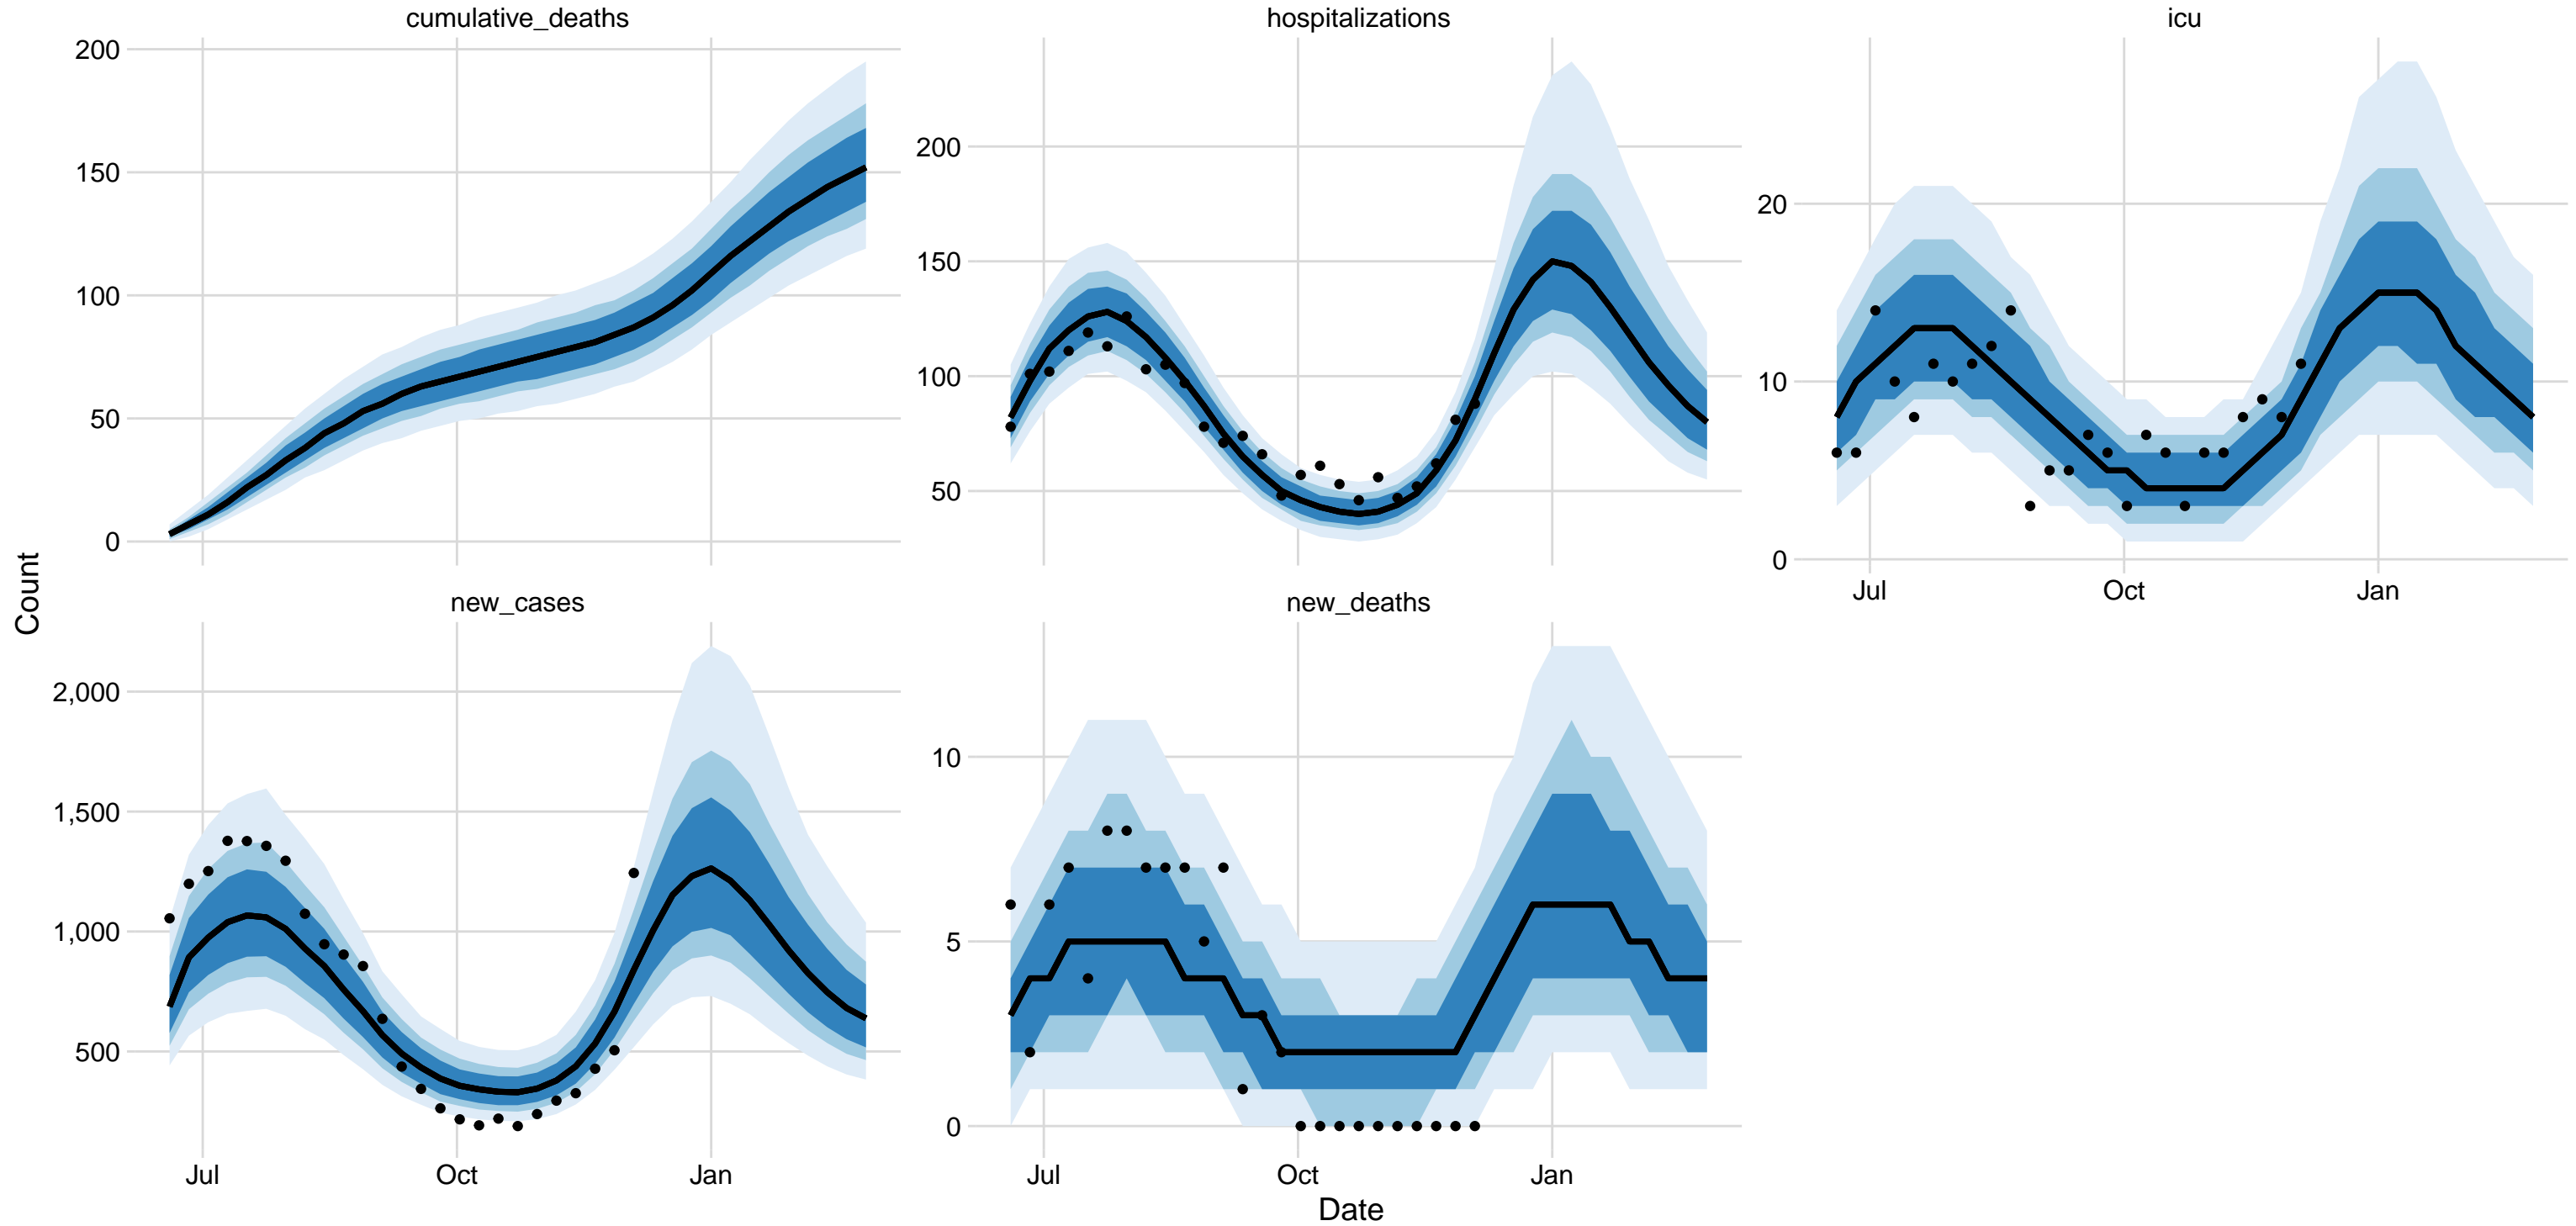 cumulative_deaths
200
150
100
50
0
hospitalizations
200
150
100
50
icu
20
10
0
Jul Oct Jan
Count
new_cases
2,000
1,500
1,000
500
Jul Oct Jan
new_deaths
10
5
0
Jul Oct Jan
Date